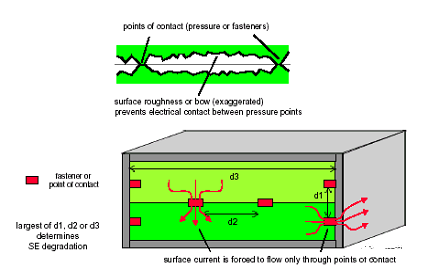 points of contact (pressure or fasteners)
surface roughness or bow (exaggerated)
prevents electrical contact between pressure points
d3
fastener or
point of contact
d1
d2
largest of d1, d2 or d3
determines
SE degradation
surface current is forced to flow only through points of contact